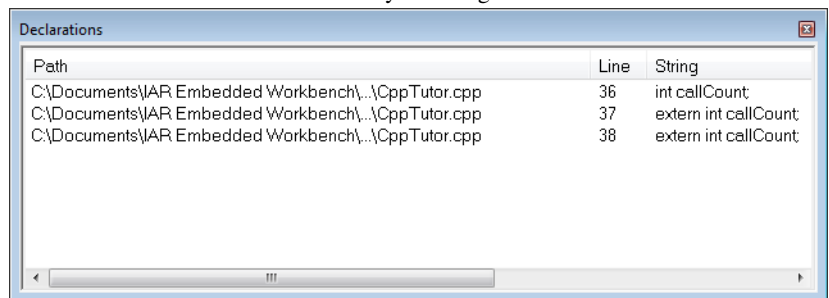 Declarations
Path Line String
C:\Documents\IAR Embedded Workbench\...\CppTutor.cpp 36 int callCount;
C:\Documents\IAR Embedded Workbench\...\CppTutor.cpp 37 extern int callCount;
C:\Documents\IAR Embedded Workbench\...\CppTutor.cpp 38 extern int callCount;